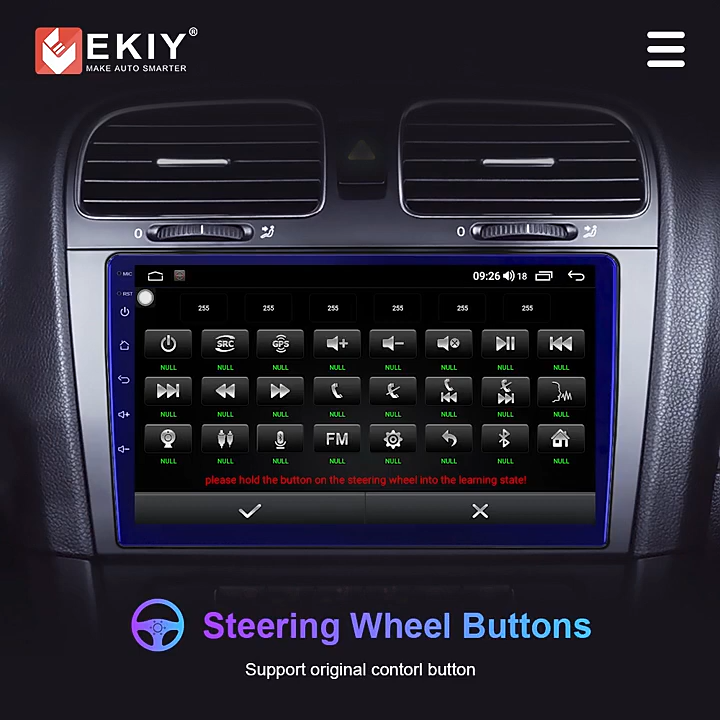 EKIY®
MAKE AUTO SMARTER
0
0
MIC
RST
09:26 18
255 255 255 255 255 255
SRC GPS
NULL NULL NULL NULL NULL NULL NULL NULL
NULL NULL NULL NULL NULL NULL NULL NULL
FM
NULL NULL NULL NULL NULL NULL NULL NULL
please hold the button on the steering wheel into the learning state!
Steering Wheel Buttons
Support original contorl button